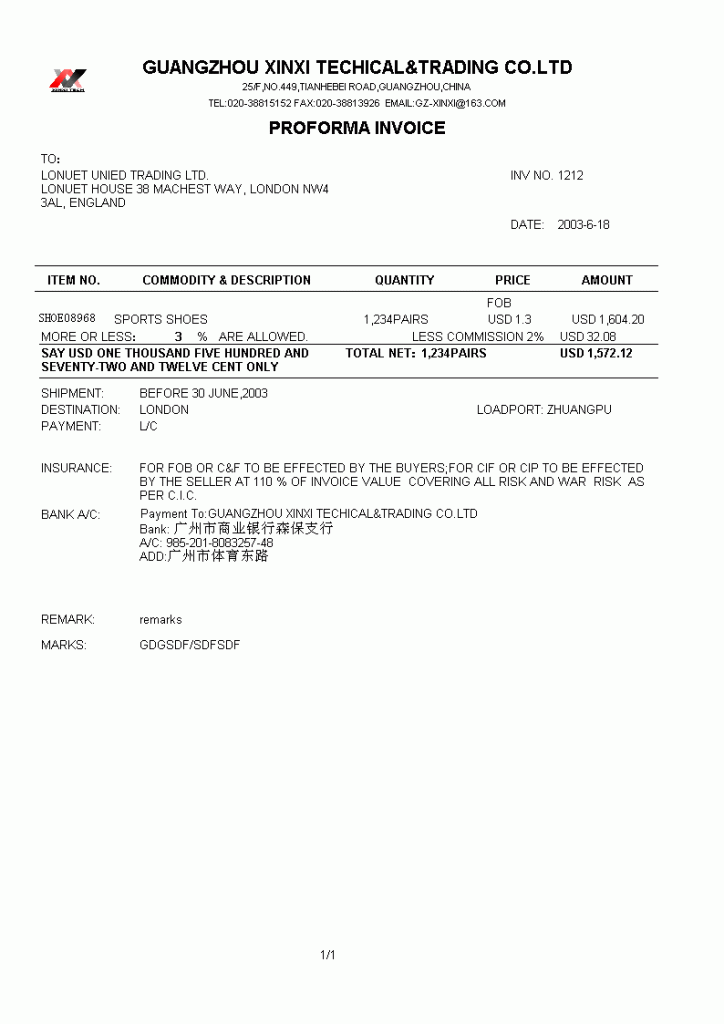 GUANGZHOU XINXI TECHICAL&TRADING CO.LTD
25/F,NO.449,TIANHEBEI ROAD,GUANGZHOU,CHINA
TEL:020-38815152 FAX:020-38813926 EMAIL:GZ-XINXI@163.COM
PROFORMA INVOICE
TO:
LONUET UNIED TRADING LTD. INV NO. 1212
LONUET HOUSE 38 MACHEST WAY, LONDON NW4
3AL, ENGLAND
DATE: 2003-6-18
ITEM NO. COMMODITY & DESCRIPTION QUANTITY PRICE AMOUNT
FOB
SHOE08968 SPORTS SHOES 1,234PAIRS USD 1.3 USD 1,604.20
MORE OR LESS: 3 % ARE ALLOWED. LESS COMMISSION 2% USD 32.08
SAY USD ONE THOUSAND FIVE HUNDRED AND TOTAL NET: 1,234PAIRS USD 1,572.12
SEVENTY-TWO AND TWELVE CENT ONLY
SHIPMENT: BEFORE 30 JUNE,2003
DESTINATION: LONDON LOADPORT: ZHUANGPU
PAYMENT: L/C
INSURANCE: FOR FOB OR C&F TO BE EFFECTED BY THE BUYERS;FOR CIF OR CIP TO BE EFFECTED
BY THE SELLER AT 110 % OF INVOICE VALUE COVERING ALL RISK AND WAR RISK AS
PER C.I.C.
BANK A/C: Payment To:GUANGZHOU XINXI TECHICAL&TRADING CO.LTD
Bank: 广州市商业银行森保支行
A/C: 985-201-8083257-48
ADD:广州市体育东路
REMARK: remarks
MARKS: GDGSDF/SDFSDF
1/1